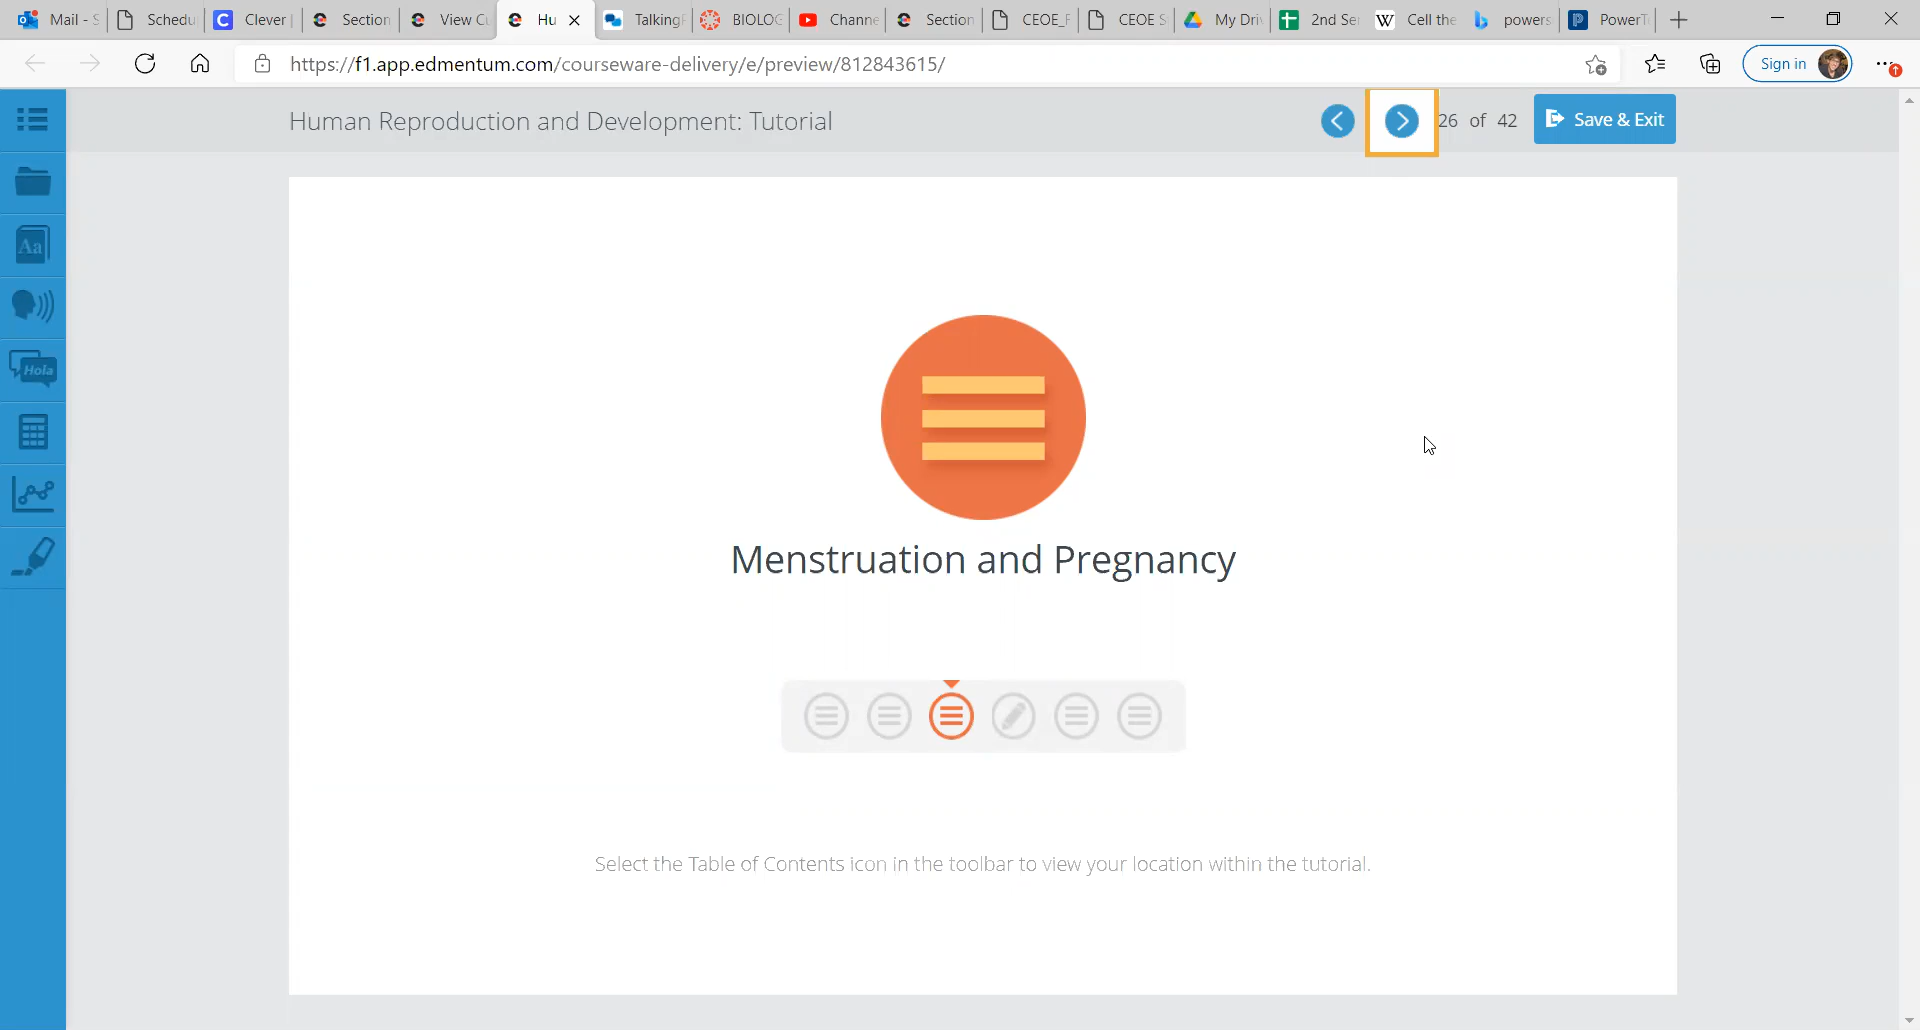 Mail - S Schedu Clever Section View Cu Hu Talking BIOLOG Channe Section CEOE_F CEOE S My Driv 2nd Se Cell the powers PowerT
https://f1.app.edmentum.com/courseware-delivery/e/preview/812843615/ Sign in
Human Reproduction and Development: Tutorial 26 of 42 Save & Exit
Aa
Hola
Menstruation and Pregnancy
Select the Table of Contents icon in the toolbar to view your location within the tutorial.